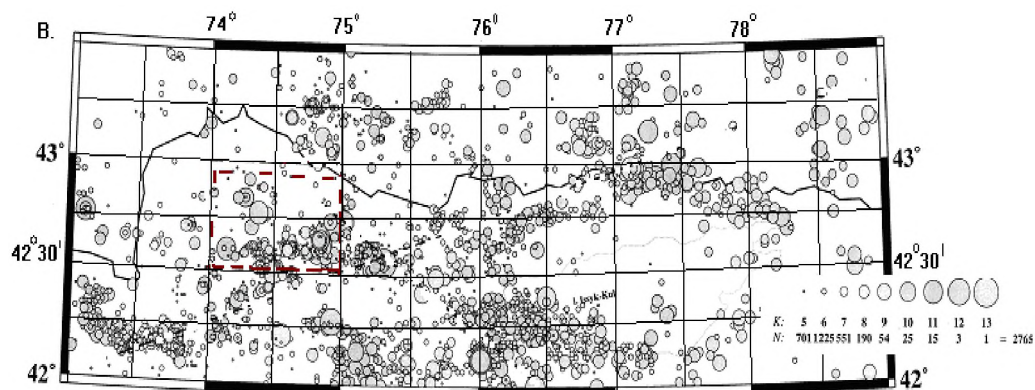 B.
74° 75° 76° 77° 78°
43° 43°
42°30' 42°30'
I.Issyk-Kul
K: 5 6 7 8 9 10 11 12 13
N: 701 1225 551 190 54 25 15 3 1 = 2765
42° 42°